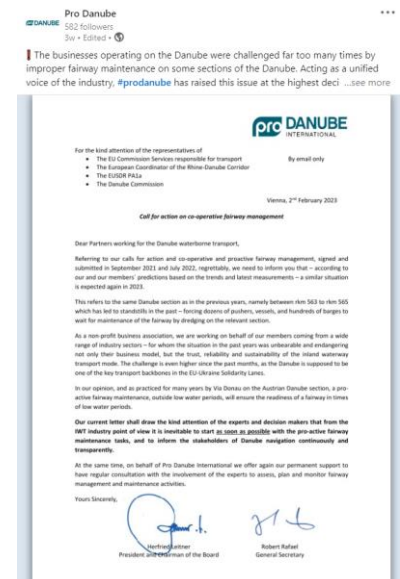 Pro Danube
582 followers
3w • Edited •
The businesses operating on the Danube were challenged far too many times by
improper fairway maintenance on some sections of the Danube. Acting as a unified
voice of the industry, #prodanube has raised this issue at the highest deci ...see more
pro DANUBE
INTERNATIONAL
For the kind attention of the representatives of
• The EU Commission Services responsible for transport
By email only
• The European Coordinator of the Rhine-Danube Corridor
• The EUSDR PA1a
• The Danube Commission
Vienna, 2nd February 2023
Call for action on co-operative fairway management
Dear Partners working for the Danube waterborne transport,
Referring to our calls for action and co-operative and proactive fairway management, signed and
submitted in September 2021 and July 2022, regrettably, we need to inform you that – according to
our and our members' predictions based on the trends and latest measurements – a similar situation
is expected again in 2023.
This refers to the same Danube section as in the previous years, namely between rkm 563 to rkm 565
which has led to standstills in the past – forcing dozens of pushers, vessels, and hundreds of barges to
wait for maintenance of the fairway by dredging on the relevant section.
As a non-profit business association, we are working on behalf of our members coming from a wide
range of industry sectors – for whom the situation in the past years was unbearable and endangering
not only their business model, but the trust, reliability and sustainability of the inland waterway
transport mode. The challenge is even higher since the past months, as the Danube is supposed to be
one of the key transport backbones in the EU-Ukraine Solidarity Lanes.
In our opinion, and as practiced for many years by Via Donau on the Austrian Danube section, a pro-
active fairway maintenance, outside low water periods, will ensure the readiness of a fairway in times
of low water periods.
Our current letter shall draw the kind attention of the experts and decision makers that from the
IWT industry point of view it is inevitable to start as soon as possible with the pro-active fairway
maintenance tasks, and to inform the stakeholders of Danube navigation continuously and
transparently.
At the same time, on behalf of Pro Danube International we offer again our permanent support to
have regular consultation with the involvement of the experts to assess, plan and monitor fairway
management and maintenance activities.
Yours Sincerely,
Herfried Leitner
Robert Rafael
President and Chairman of the Board
General Secretary